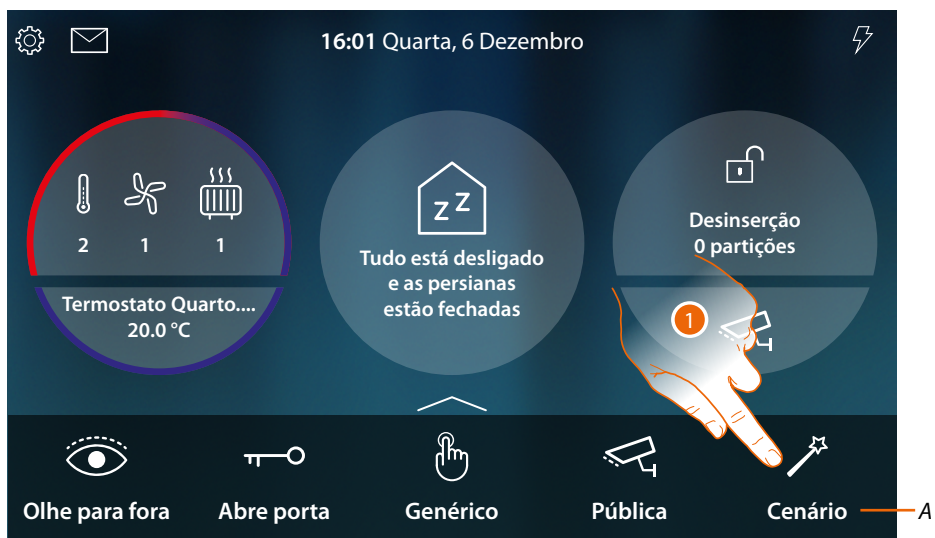 16:01 Quarta, 6 Dezembro
2 1 1
Termostato Quarto....
20.0 °C
z z
Tudo está desligado
e as persianas
estão fechadas
Desinserção
0 partições
1
Olhe para fora
Abre porta
Genérico
Pública
Cenário
A